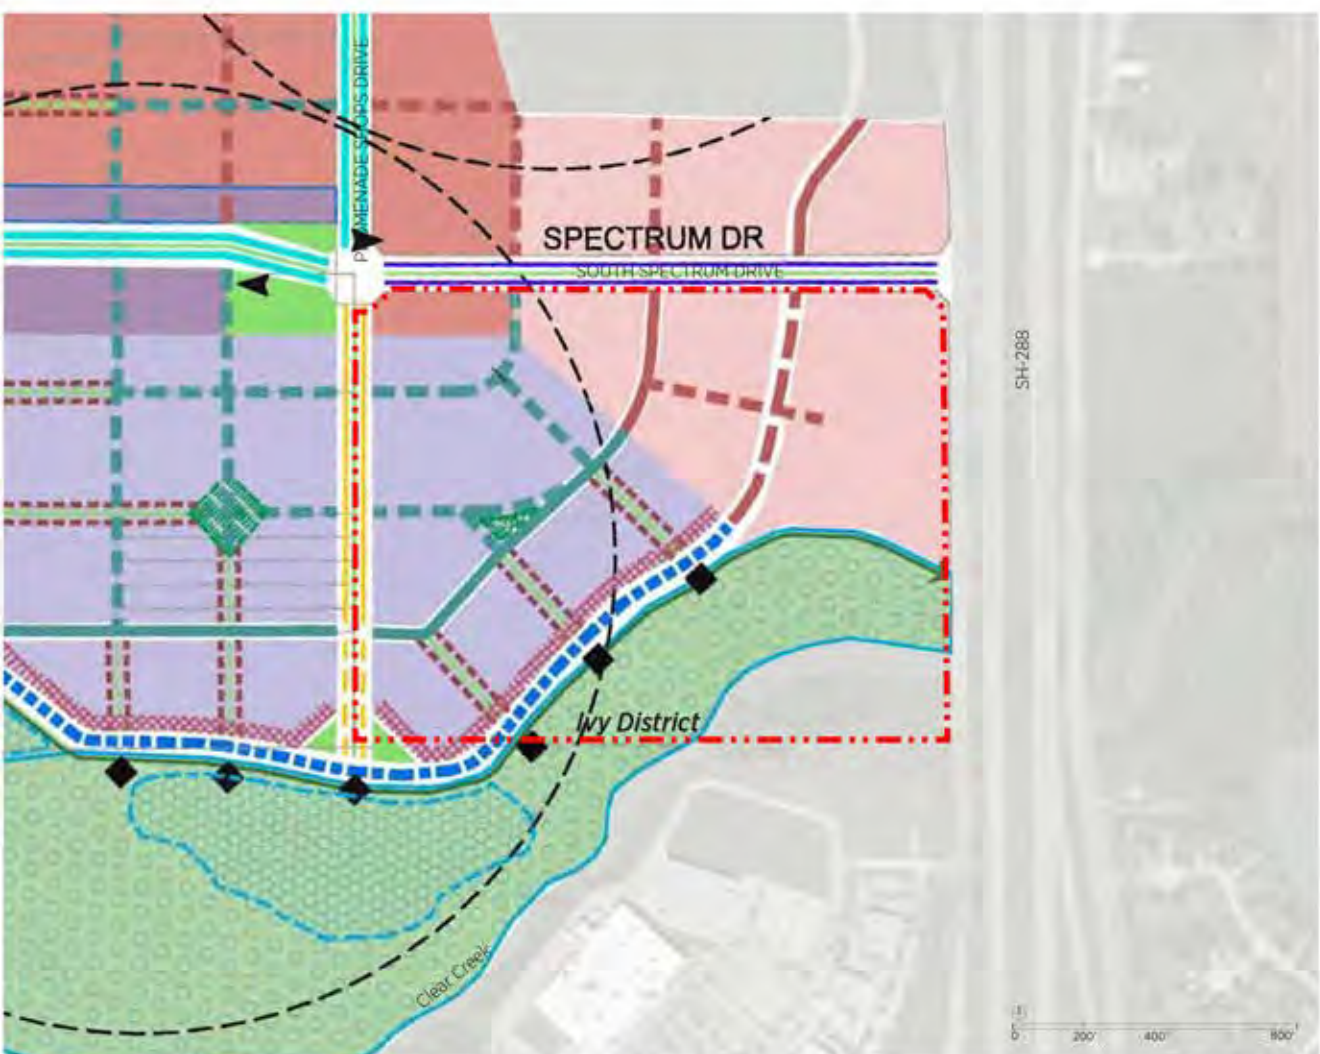 PROMENADE SHOPS DRIVE
SPECTRUM DR
SOUTH SPECTRUM DRIVE
SH-288
Ivy District
Clear Creek
0' 200' 400' 800'